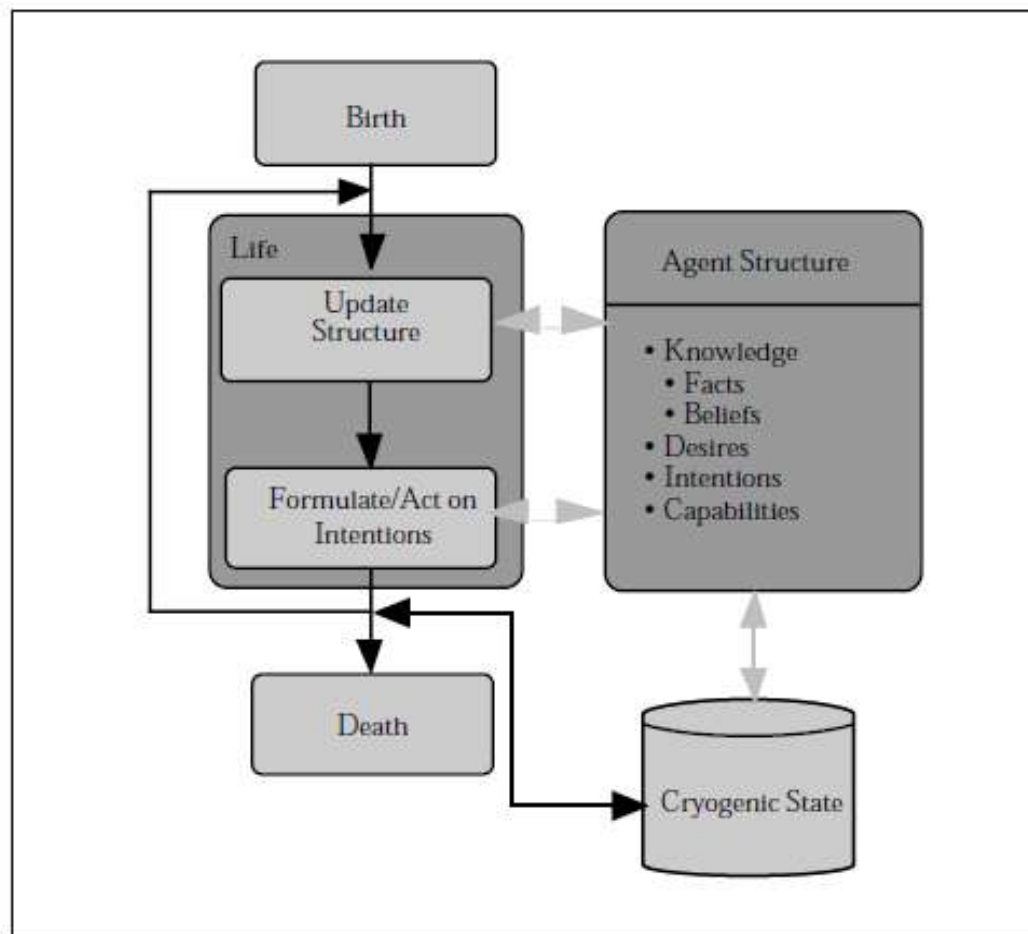 Birth
Life
Update
Structure
Formulate/Act on
Intentions
Death
Agent Structure
• Knowledge
• Facts
• Beliefs
• Desires
• Intentions
• Capabilities
Cryogenic State